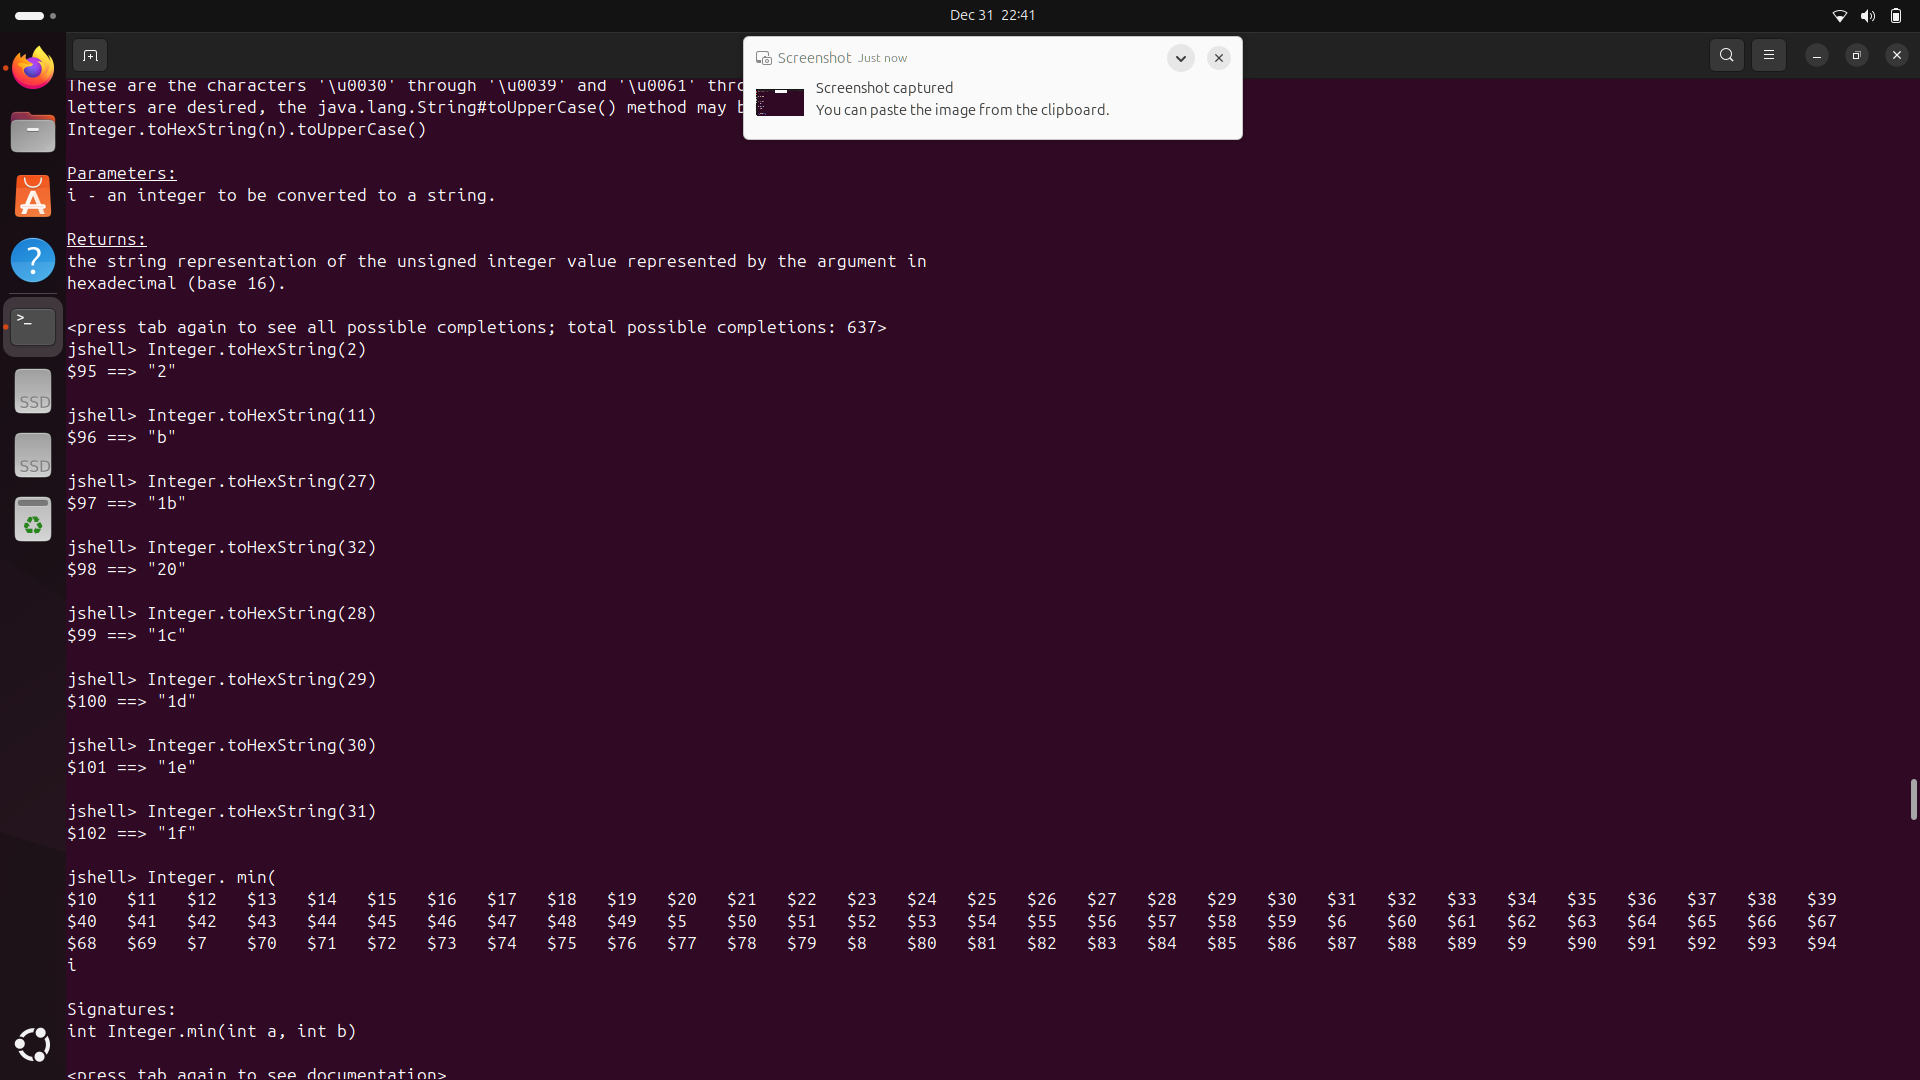 Dec 31 22:41
Screenshot Just now
Screenshot captured
You can paste the image from the clipboard.
These are the characters '\u0030' through '\u0039' and '\u0061' thro
letters are desired, the java.lang.String#toUpperCase() method may b
Integer.toHexString(n).toUpperCase()
Parameters:
i - an integer to be converted to a string.
Returns:
the string representation of the unsigned integer value represented by the argument in
hexadecimal (base 16).
<press tab again to see all possible completions; total possible completions: 637>
jshell> Integer.toHexString(2)
$95 ==> "2"
jshell> Integer.toHexString(11)
$96 ==> "b"
jshell> Integer.toHexString(27)
$97 ==> "1b"
jshell> Integer.toHexString(32)
$98 ==> "20"
jshell> Integer.toHexString(28)
$99 ==> "1c"
jshell> Integer.toHexString(29)
$100 ==> "1d"
jshell> Integer.toHexString(30)
$101 ==> "1e"
jshell> Integer.toHexString(31)
$102 ==> "1f"
jshell> Integer. min(
$10 $11 $12 $13 $14 $15 $16 $17 $18 $19 $20 $21 $22 $23 $24 $25 $26 $27 $28 $29 $30 $31 $32 $33 $34 $35 $36 $37 $38 $39
$40 $41 $42 $43 $44 $45 $46 $47 $48 $49 $5 $50 $51 $52 $53 $54 $55 $56 $57 $58 $59 $6 $60 $61 $62 $63 $64 $65 $66 $67
$68 $69 $7 $70 $71 $72 $73 $74 $75 $76 $77 $78 $79 $8 $80 $81 $82 $83 $84 $85 $86 $87 $88 $89 $9 $90 $91 $92 $93 $94
i
Signatures:
int Integer.min(int a, int b)
<press tab again to see documentation>
SSD
SSD